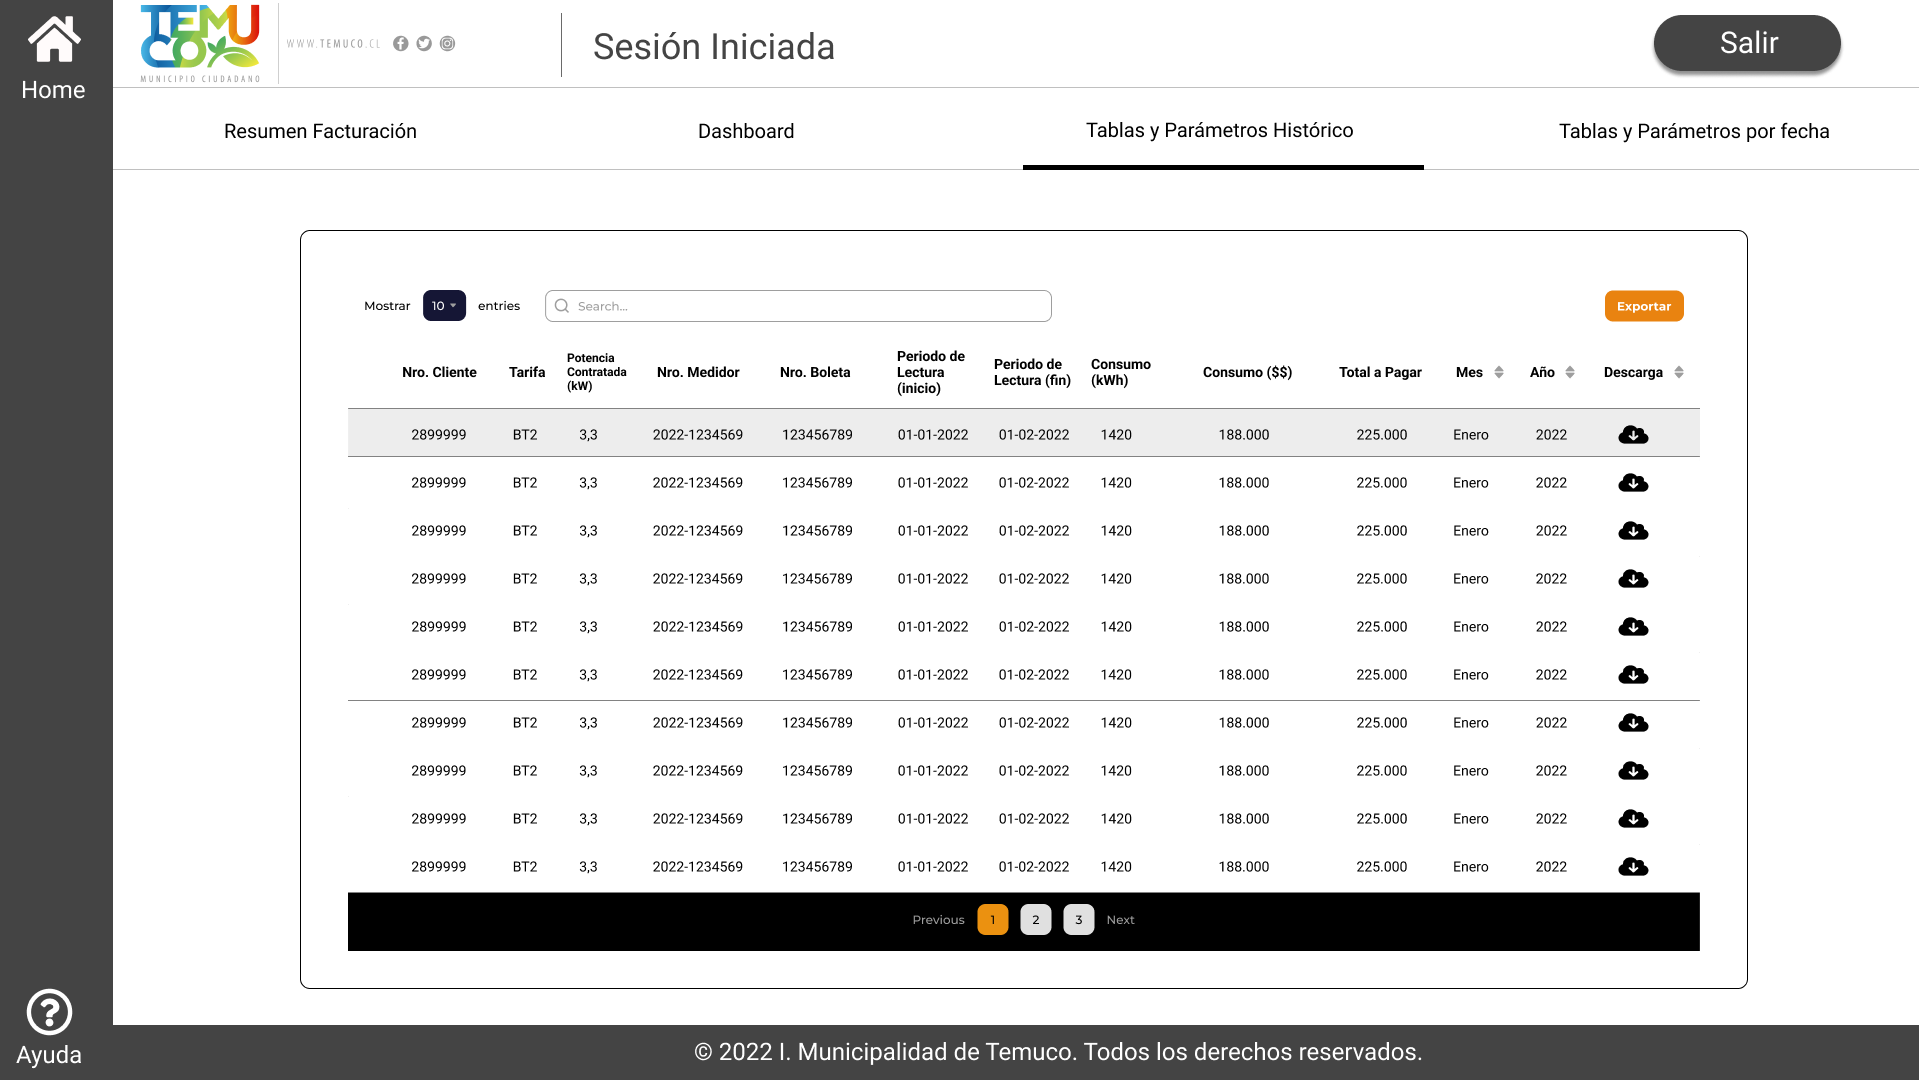 Home
TEMUCO
MUNICIPIO CIUDADANO
WWW.TEMUCO.CL
Sesión Iniciada
Salir
Resumen Facturación
Dashboard
Tablas y Parámetros Histórico
Tablas y Parámetros por fecha
Mostrar 10 entries
Search...
Exportar
Nro. Cliente Tarifa Potencia Contratada (kW) Nro. Medidor Nro. Boleta Periodo de Lectura (inicio) Periodo de Lectura (fin) Consumo (kWh) Consumo ($$) Total a Pagar Mes Año Descarga
2899999 BT2 3,3 2022-1234569 123456789 01-01-2022 01-02-2022 1420 188.000 225.000 Enero 2022
2899999 BT2 3,3 2022-1234569 123456789 01-01-2022 01-02-2022 1420 188.000 225.000 Enero 2022
2899999 BT2 3,3 2022-1234569 123456789 01-01-2022 01-02-2022 1420 188.000 225.000 Enero 2022
2899999 BT2 3,3 2022-1234569 123456789 01-01-2022 01-02-2022 1420 188.000 225.000 Enero 2022
2899999 BT2 3,3 2022-1234569 123456789 01-01-2022 01-02-2022 1420 188.000 225.000 Enero 2022
2899999 BT2 3,3 2022-1234569 123456789 01-01-2022 01-02-2022 1420 188.000 225.000 Enero 2022
2899999 BT2 3,3 2022-1234569 123456789 01-01-2022 01-02-2022 1420 188.000 225.000 Enero 2022
2899999 BT2 3,3 2022-1234569 123456789 01-01-2022 01-02-2022 1420 188.000 225.000 Enero 2022
2899999 BT2 3,3 2022-1234569 123456789 01-01-2022 01-02-2022 1420 188.000 225.000 Enero 2022
2899999 BT2 3,3 2022-1234569 123456789 01-01-2022 01-02-2022 1420 188.000 225.000 Enero 2022
Previous 1 2 3 Next
Ayuda
© 2022 I. Municipalidad de Temuco. Todos los derechos reservados.